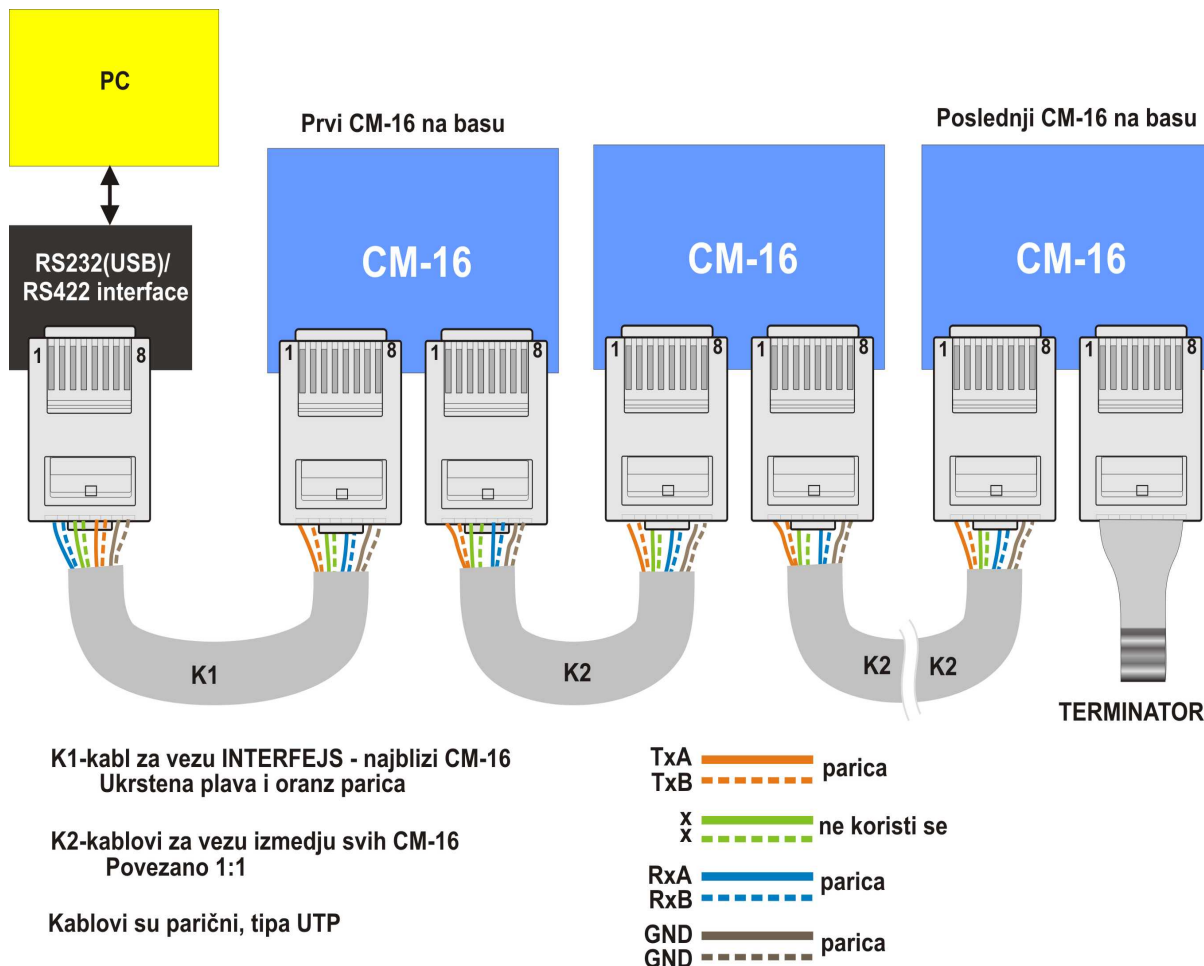 PC
Prvi CM-16 na basu
Poslednji CM-16 na basu
RS232(USB)/
RS422 interface
CM-16
CM-16
CM-16
1 8
1 8
1 8
1 8
1 8
1 8
1 8
K1
K2
K2
K2
TERMINATOR
K1-kabl za vezu INTERFEJS - najblizi CM-16
Ukrstena plava i oranz parica
K2-kablovi za vezu izmedju svih CM-16
Povezano 1:1
Kablovi su parični, tipa UTP
TxA
TxB
parica
x
x
ne koristi se
RxA
RxB
parica
GND
GND
parica